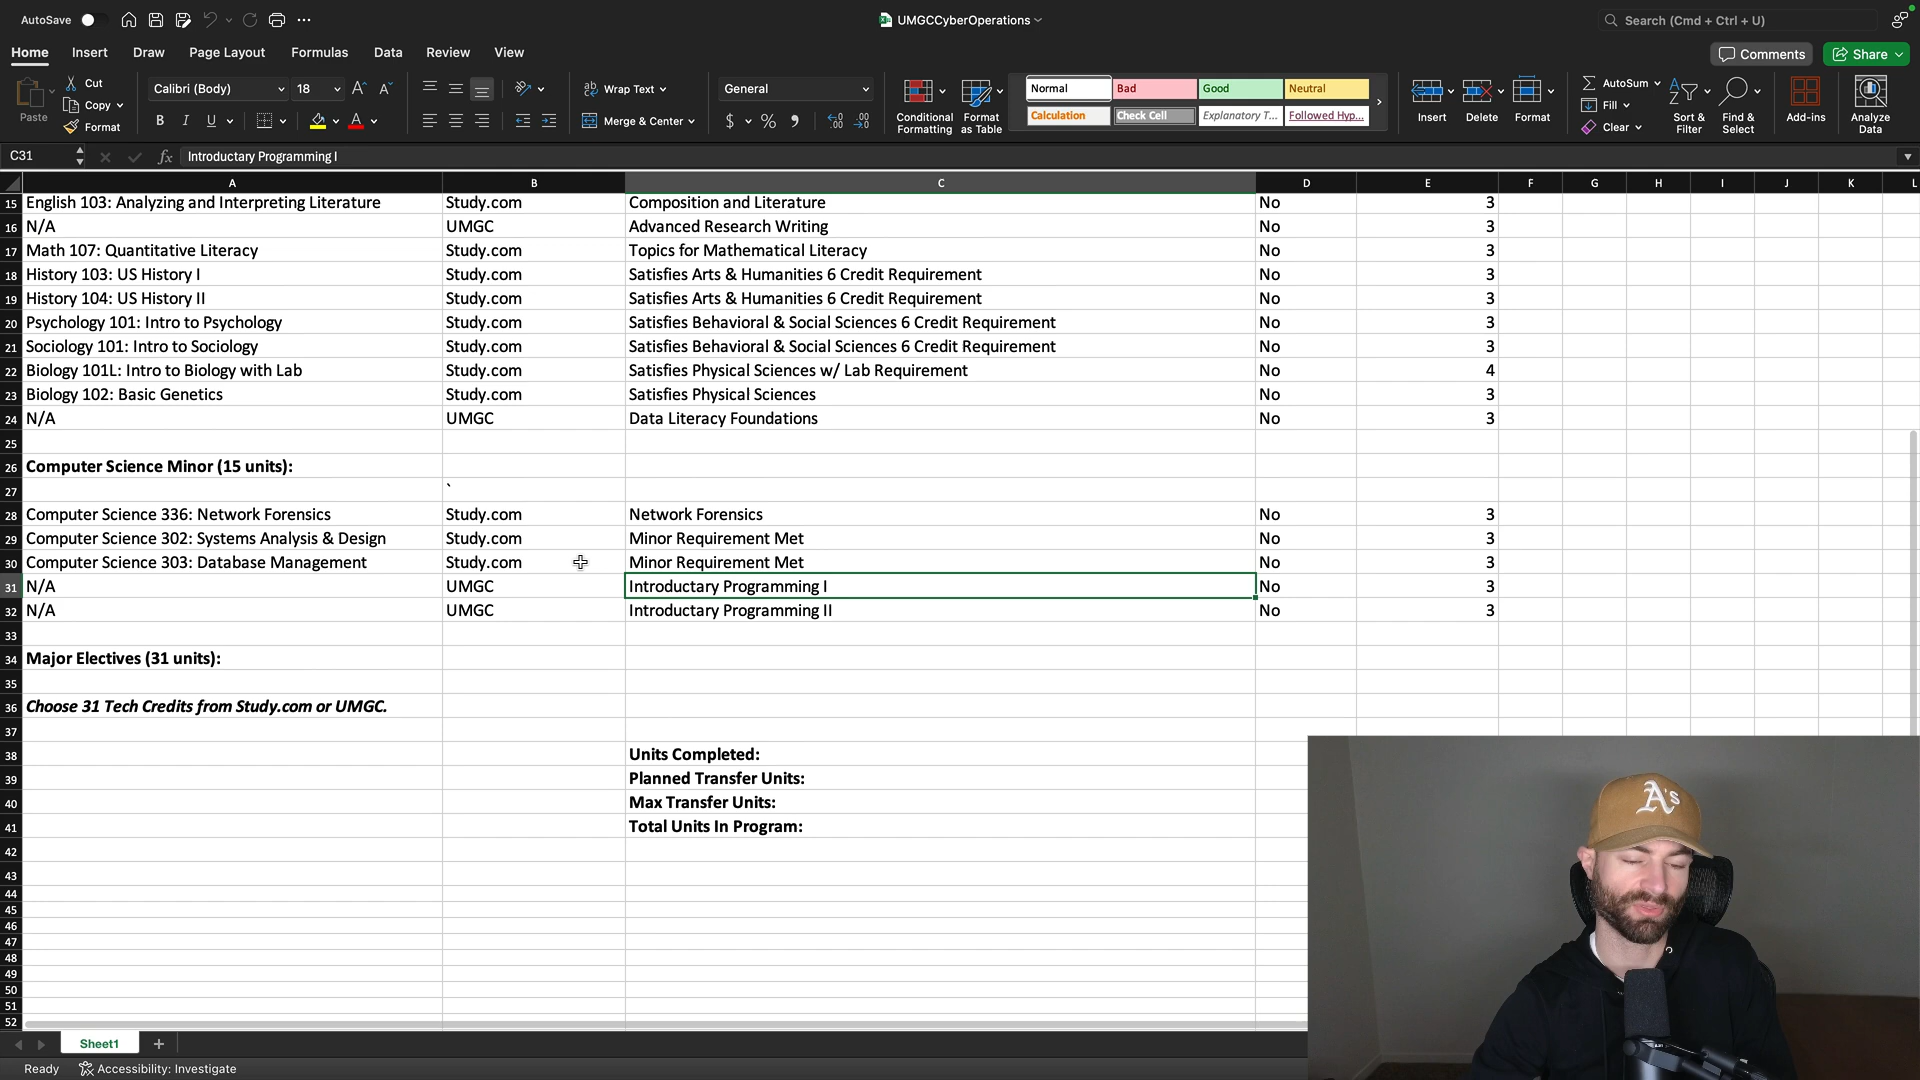 AutoSave
UMGCCyberOperations
Search (Cmd + Ctrl + U)
Home Insert Draw Page Layout Formulas Data Review View
Comments
Share
Paste
Cut
Copy
Format
Calibri (Body) 18
B I U
Wrap Text
Merge & Center
General
Conditional Formatting
Format as Table
Normal Bad Good Neutral
Calculation Check Cell Explanatory T... Followed Hyp...
Insert Delete Format
AutoSum
Fill
Clear
Sort & Filter
Find & Select
Add-ins
Analyze Data
C31 fx Introductary Programming I
A B C D E F G H I J K L
15 English 103: Analyzing and Interpreting Literature Study.com Composition and Literature No 3
16 N/A UMGC Advanced Research Writing No 3
17 Math 107: Quantitative Literacy Study.com Topics for Mathematical Literacy No 3
18 History 103: US History I Study.com Satisfies Arts & Humanities 6 Credit Requirement No 3
19 History 104: US History II Study.com Satisfies Arts & Humanities 6 Credit Requirement No 3
20 Psychology 101: Intro to Psychology Study.com Satisfies Behavioral & Social Sciences 6 Credit Requirement No 3
21 Sociology 101: Intro to Sociology Study.com Satisfies Behavioral & Social Sciences 6 Credit Requirement No 3
22 Biology 101L: Intro to Biology with Lab Study.com Satisfies Physical Sciences w/ Lab Requirement No 4
23 Biology 102: Basic Genetics Study.com Satisfies Physical Sciences No 3
24 N/A UMGC Data Literacy Foundations No 3
25
26 Computer Science Minor (15 units):
27 `
28 Computer Science 336: Network Forensics Study.com Network Forensics No 3
29 Computer Science 302: Systems Analysis & Design Study.com Minor Requirement Met No 3
30 Computer Science 303: Database Management Study.com Minor Requirement Met No 3
31 N/A UMGC Introductary Programming I No 3
32 N/A UMGC Introductary Programming II No 3
33
34 Major Electives (31 units):
35
36 Choose 31 Tech Credits from Study.com or UMGC.
37
38 Units Completed:
39 Planned Transfer Units:
40 Max Transfer Units:
41 Total Units In Program:
42
43
44
45
46
47
48
49
50
51
52
A's
Sheet1
Ready Accessibility: Investigate